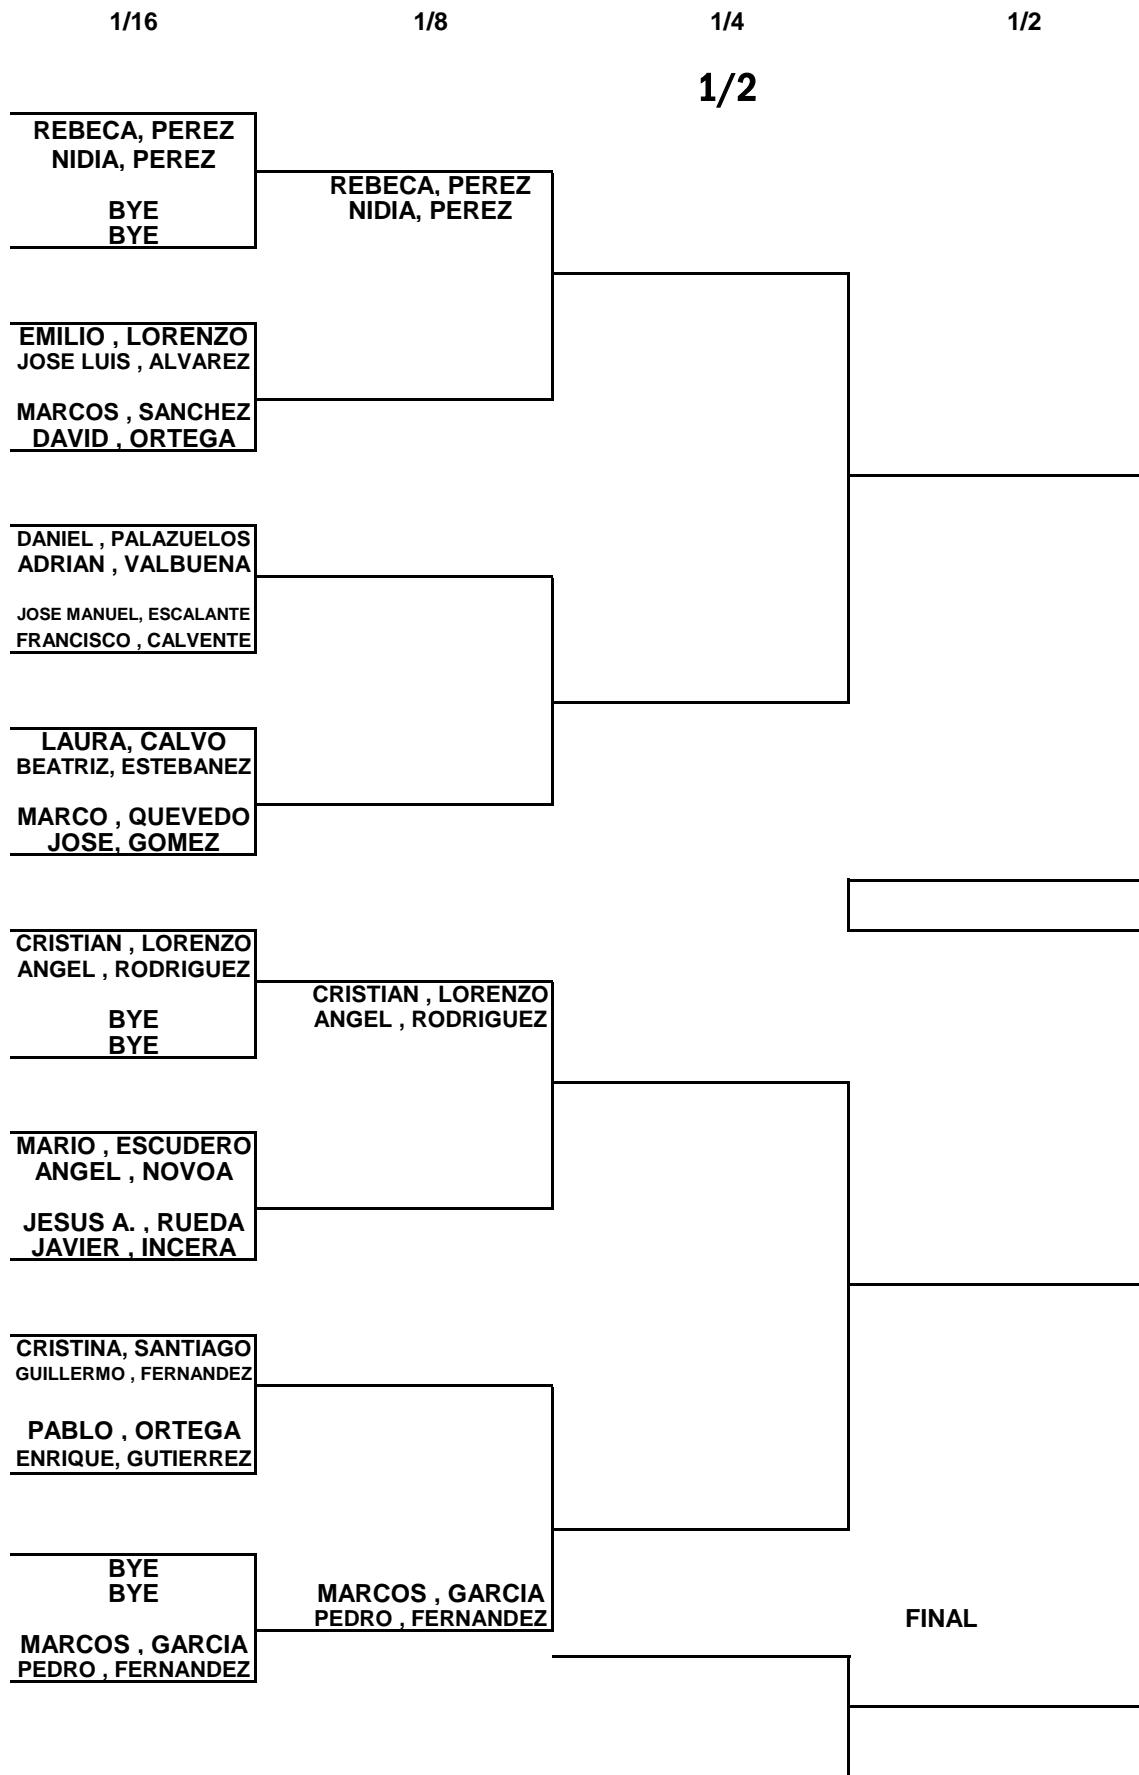 1/16 1/8 1/4 1/2
1/2
REBECA, PEREZ
NIDIA, PEREZ
BYE
BYE
REBECA, PEREZ
NIDIA, PEREZ
EMILIO , LORENZO
JOSE LUIS , ALVAREZ
MARCOS , SANCHEZ
DAVID , ORTEGA
DANIEL , PALAZUELOS
ADRIAN , VALBUENA
JOSE MANUEL, ESCALANTE
FRANCISCO , CALVENTE
LAURA, CALVO
BEATRIZ, ESTEBANEZ
MARCO , QUEVEDO
JOSE, GOMEZ
CRISTIAN , LORENZO
ANGEL , RODRIGUEZ
BYE
BYE
CRISTIAN , LORENZO
ANGEL , RODRIGUEZ
MARIO , ESCUDERO
ANGEL , NOVOA
JESUS A. , RUEDA
JAVIER , INCERA
CRISTINA, SANTIAGO
GUILLERMO , FERNANDEZ
PABLO , ORTEGA
ENRIQUE, GUTIERREZ
BYE
BYE
MARCOS , GARCIA
PEDRO , FERNANDEZ
MARCOS , GARCIA
PEDRO , FERNANDEZ
FINAL